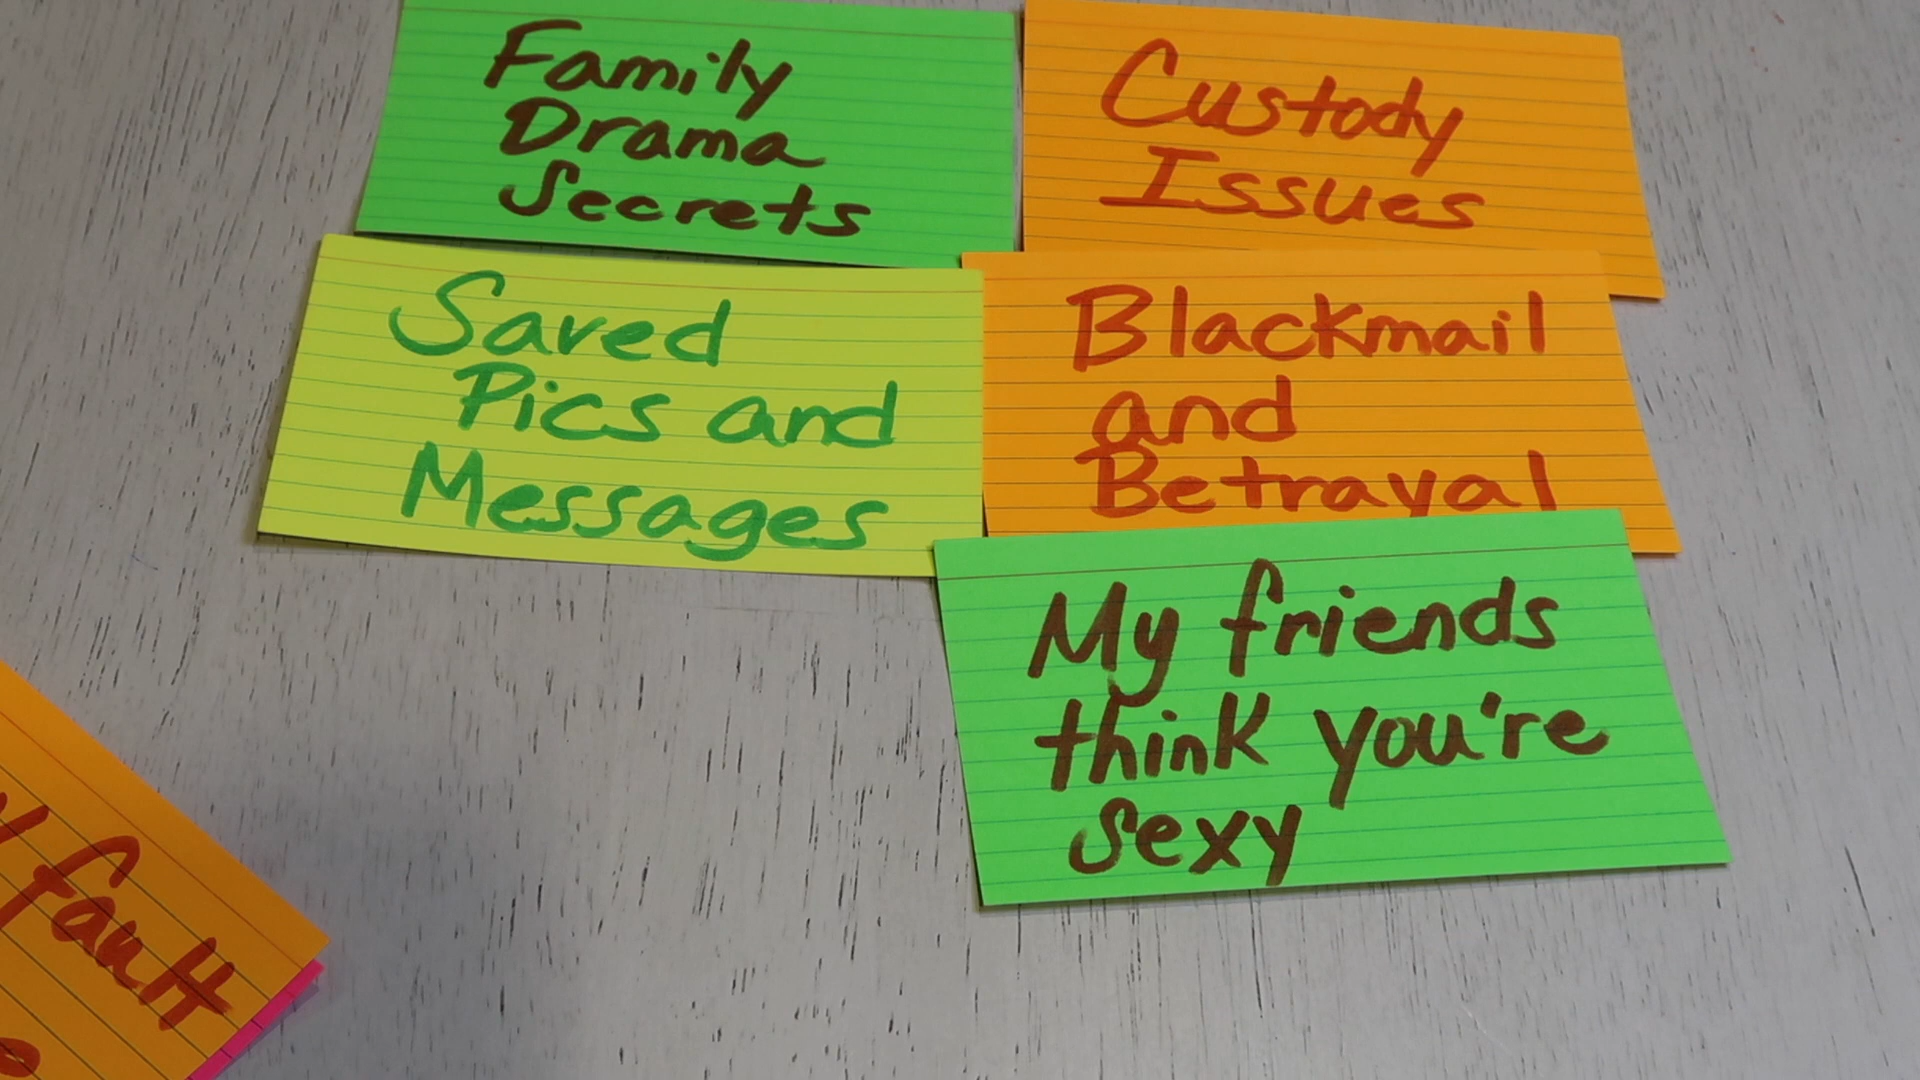 Family
Drama
Secrets
Custody
Issues
Saved
Pics and
Messages
Blackmail
and
Betrayal
My friends
think you're
sexy
fault